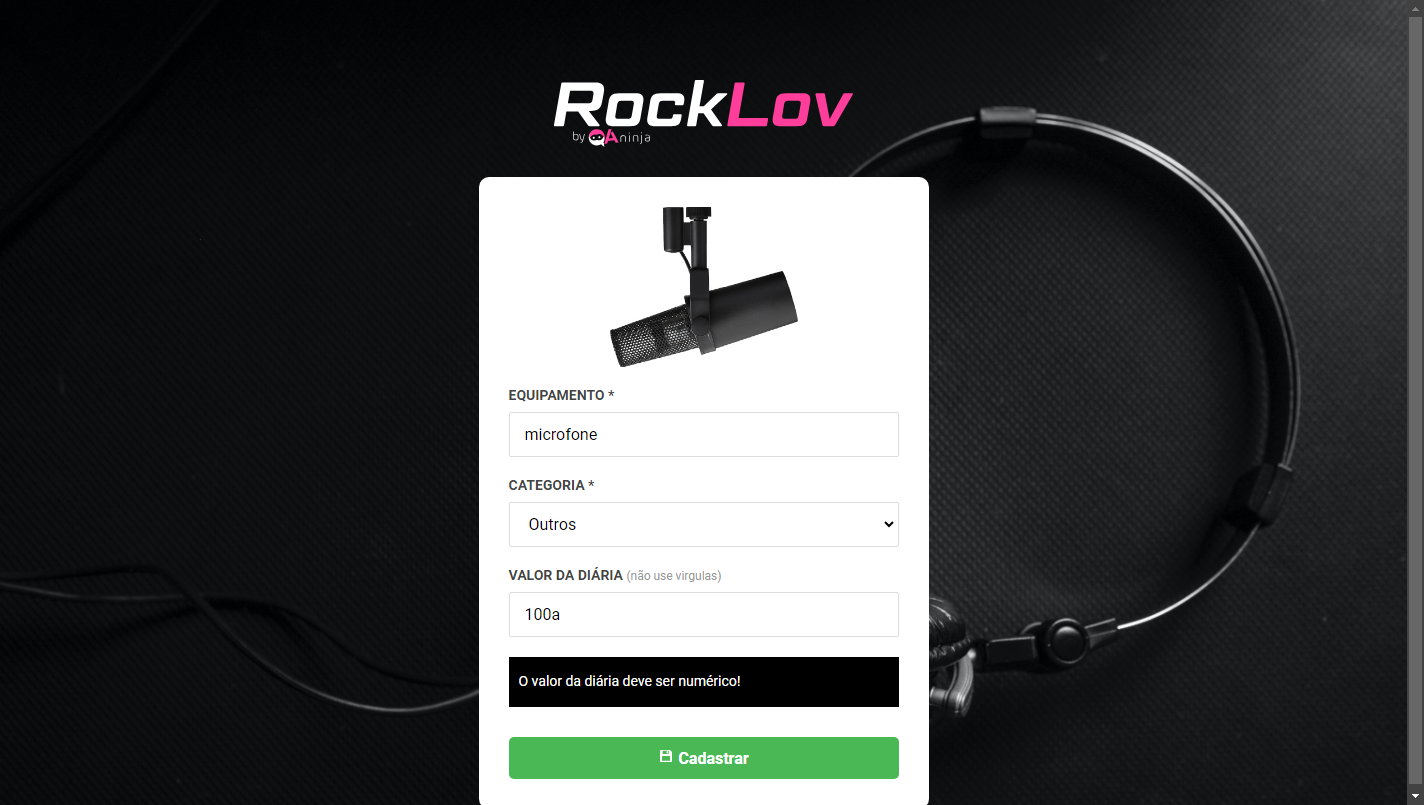 RockLov
by QAninja
EQUIPAMENTO *
microfone
CATEGORIA *
Outros
VALOR DA DIÁRIA (não use virgulas)
100a
O valor da diária deve ser numérico!
Cadastrar